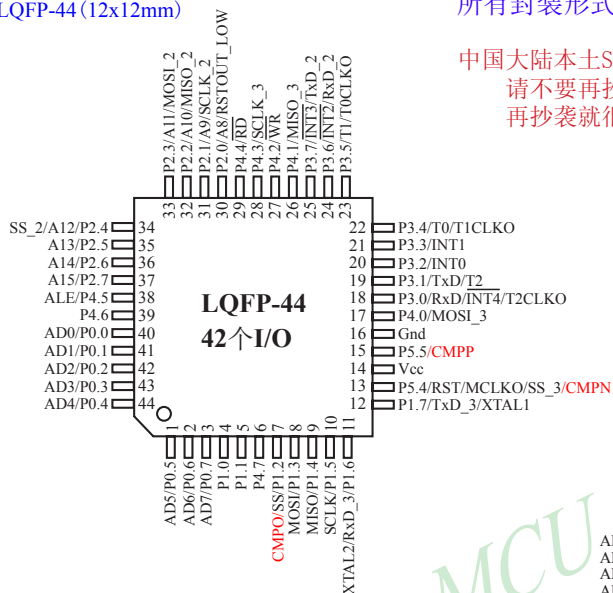 LQFP-44(12x12mm)
所有封装形式
中国大陆本土S
请不要再抄
再抄袭就很
P2.3/A11/MOSI_2
P2.2/A10/MISO_2
P2.1/A9/SCLK_2
P2.0/A8/RSTOUT_LOW
P4.4/RD
P4.3/SCLK_3
P4.2/WR
P4.1/MISO_3
P3.7/INT3/TxD_2
P3.6/INT2/RxD_2
P3.5/T1/T0CLKO
33
32
31
30
29
28
27
26
25
24
23
SS_2/A12/P2.4 34
A13/P2.5 35
A14/P2.6 36
A15/P2.7 37
ALE/P4.5 38
P4.6 39
AD0/P0.0 40
AD1/P0.1 41
AD2/P0.2 42
AD3/P0.3 43
AD4/P0.4 44
LQFP-44
42个I/O
22 P3.4/T0/T1CLKO
21 P3.3/INT1
20 P3.2/INT0
19 P3.1/TxD/T2
18 P3.0/RxD/INT4/T2CLKO
17 P4.0/MOSI_3
16 Gnd
15 P5.5/CMPP
14 Vcc
13 P5.4/RST/MCLKO/SS_3/CMPN
12 P1.7/TxD_3/XTAL1
1
2
3
4
5
6
7
8
9
10
11
AD5/P0.5
AD6/P0.6
AD7/P0.7
P1.0
P1.1
P4.7
CMPO/SS/P1.2
MOSI/P1.3
MISO/P1.4
SCLK/P1.5
XTAL2/RxD_3/P1.6
MCU